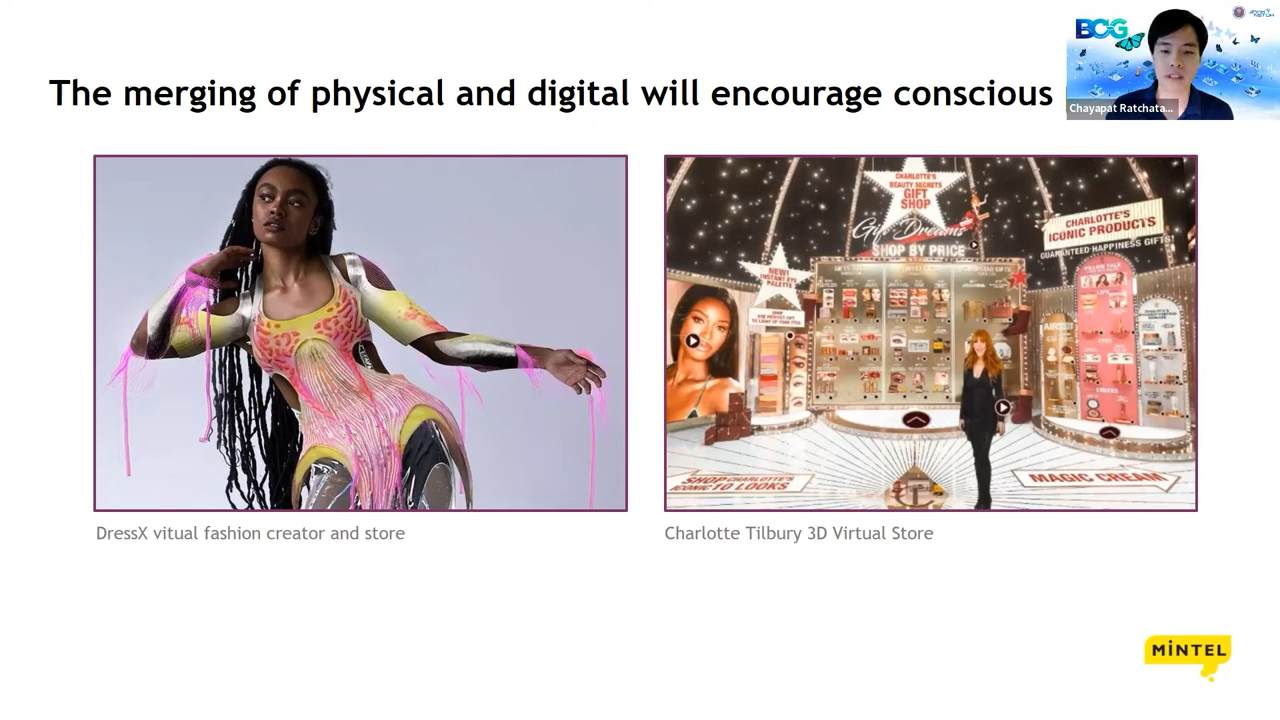 The merging of physical and digital will encourage conscious
BCG
Chayapat Ratchata...
CHARLOTTE'S
BEAUTY SECRETS
GIFT
SHOP
Gift Dreams
SHOP BY PRICE
NEW!
INSTANT EYE
PALETTE
CHARLOTTE'S
ICONIC PRODUCTS
GUARANTEED HAPPINESS GIFTS!
PILLOW TALK
SHOP CHARLOTTE'S
ICONIC 10 LOOKS
MAGIC CREAM
DressX vitual fashion creator and store
Charlotte Tilbury 3D Virtual Store
MiNTEL